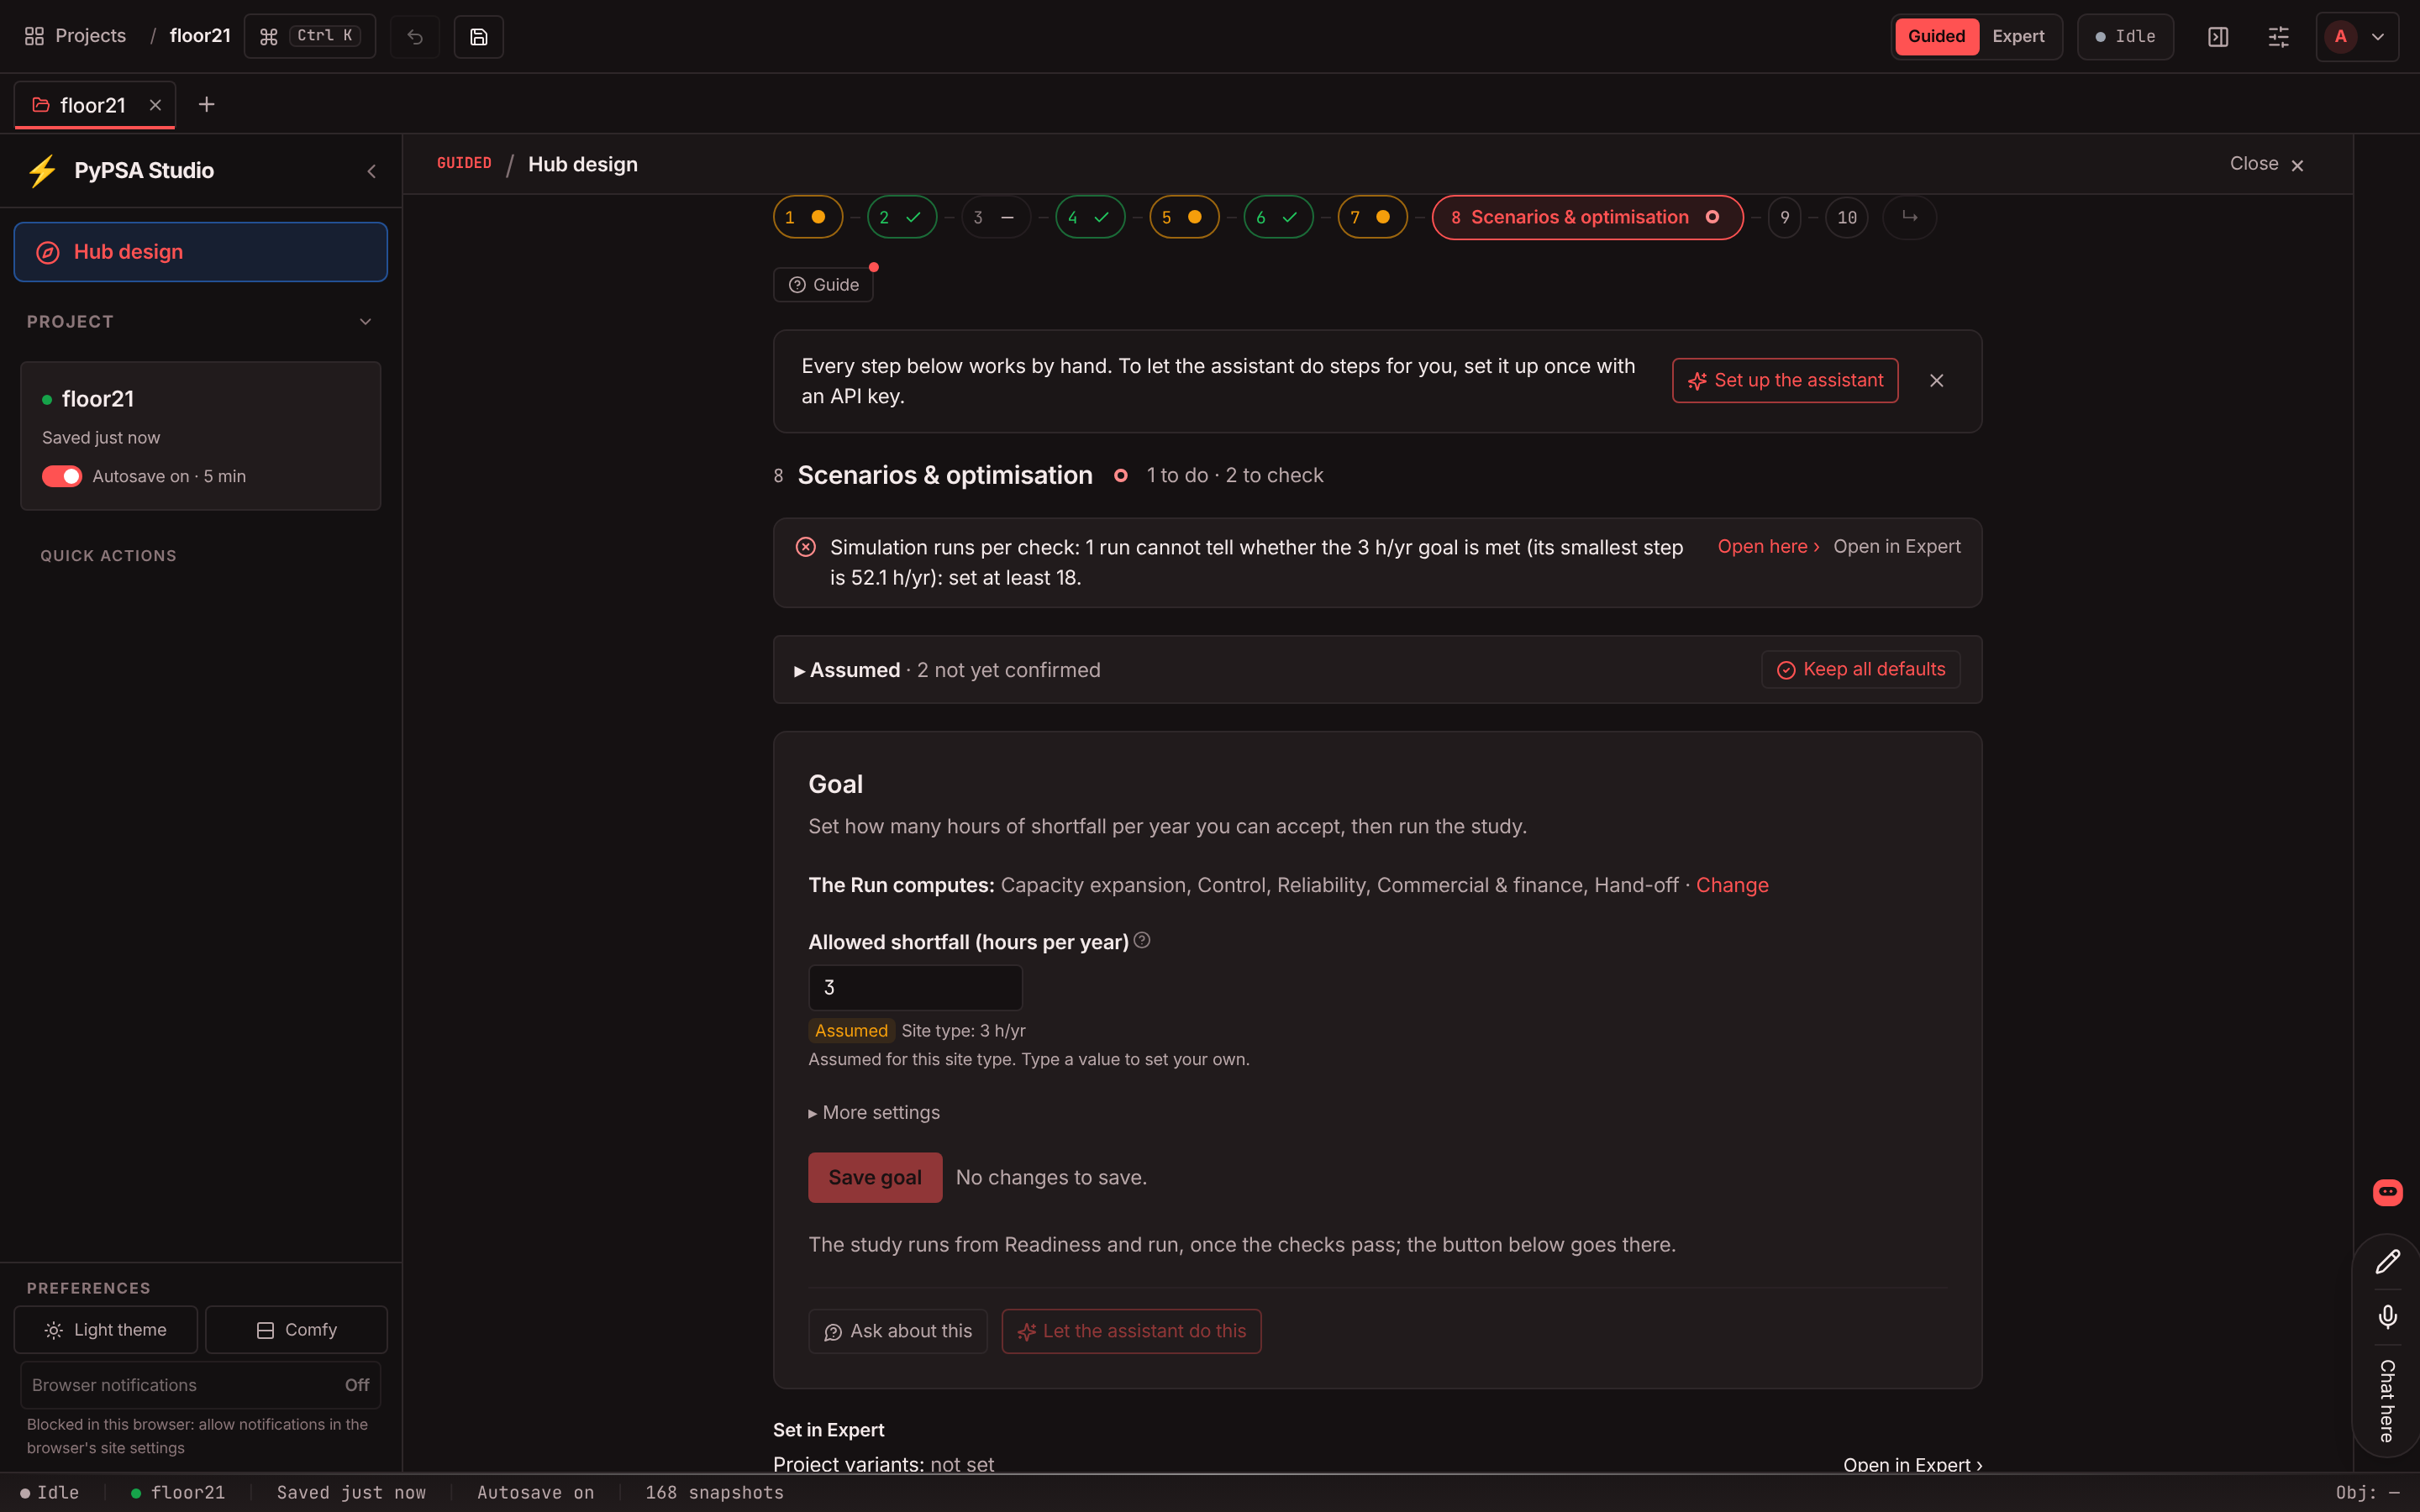 Projects / floor21 Ctrl K Guided Expert Idle A
floor21
PyPSA Studio
GUIDED / Hub design Close
1 2 3 4 5 6 7 8 Scenarios & optimisation 9 10
Hub design
Guide
PROJECT
Every step below works by hand. To let the assistant do steps for you, set it up once with
an API key.
Set up the assistant
floor21
Saved just now
Autosave on · 5 min
8 Scenarios & optimisation 1 to do · 2 to check
QUICK ACTIONS
Simulation runs per check: 1 run cannot tell whether the 3 h/yr goal is met (its smallest step
is 52.1 h/yr): set at least 18.
Open here › Open in Expert
▸ Assumed · 2 not yet confirmed Keep all defaults
Goal
Set how many hours of shortfall per year you can accept, then run the study.
The Run computes: Capacity expansion, Control, Reliability, Commercial & finance, Hand-off · Change
Allowed shortfall (hours per year)
3
Assumed Site type: 3 h/yr
Assumed for this site type. Type a value to set your own.
▸ More settings
Save goal No changes to save.
The study runs from Readiness and run, once the checks pass; the button below goes there.
Ask about this Let the assistant do this
Set in Expert
Project variants: not set Open in Expert ›
PREFERENCES
Light theme Comfy
Browser notifications Off
Blocked in this browser: allow notifications in the
browser's site settings
Chat here
Idle floor21 Saved just now Autosave on 168 snapshots Obj: —